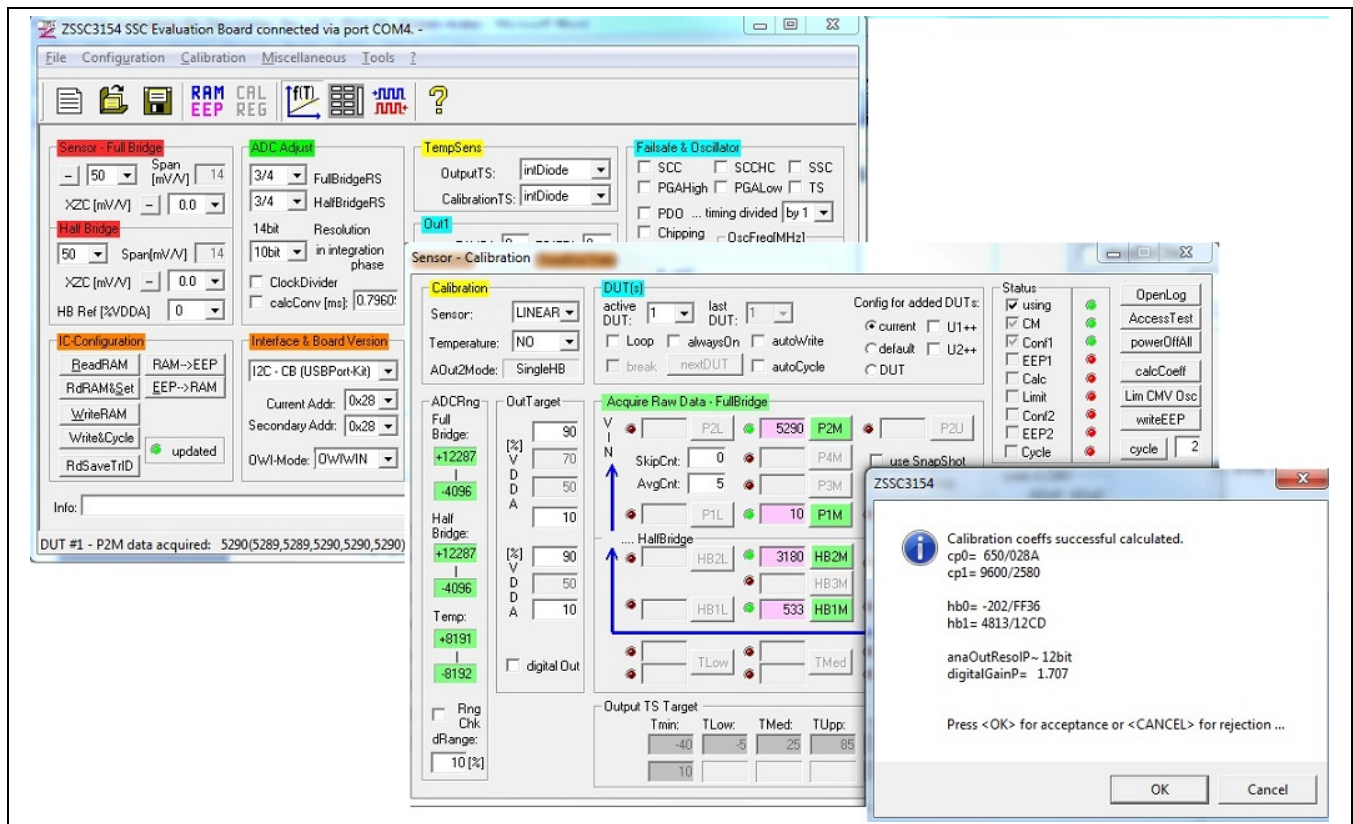 ZSSC3154 SSC Evaluation Board connected via port COM4. -
File Configuration Calibration Miscellaneous Tools ?
RAM EEP CAL REG f(T) ?
Sensor - Full Bridge
- 50 Span [mV/V] 14
XZC [mV/V] - 0.0
Half Bridge
50 Span[mV/V] 14
XZC [mV/V] - 0.0
HB Ref [%VDDA] 0
ADC Adjust
3/4 FullBridgeRS
3/4 HalfBridgeRS
14bit Resolution
10bit in integration phase
ClockDivider
calcConv [ms]: 0.7960
TempSens
OutputTS: intDiode
CalibrationTS: intDiode
Out1
Failsafe & Oscillator
SCC SCCHC SSC
PGAHigh PGALow TS
PDO ... timing divided by 1
Chipping OscFreq[MHz]
IC-Configuration
ReadRAM RAM->EEP
RdRAM&Set EEP->RAM
WriteRAM
Write&Cycle updated
RdSaveTrID
Interface & Board Version
I2C - CB (USBPort-Kit)
Current Addr: 0x28
Secondary Addr: 0x28
OWI-Mode: OWIWIN
Info:
DUT #1 - P2M data acquired: 5290(5289,5289,5290,5290,5290)
Sensor - Calibration
Calibration
Sensor: LINEAR
Temperature: NO
AOut2Mode: SingleHB
DUT(s)
active DUT: 1 last DUT: 1
Loop alwaysOn autoWrite
break nextDUT autoCycle
Config for added DUTs:
current U1++
default U2++
DUT
Status
using
CM
Conf1
EEP1
Calc
Limit
Conf2
EEP2
Cycle
OpenLog
AccessTest
powerOffAll
calcCoeff
Lim CMV Osc
writeEEP
cycle 2
ADCRng
Full Bridge:
+12287
|
-4096
Half Bridge:
+12287
|
-4096
Temp:
+8191
|
-8192
Rng Chk
dRange:
10 [%]
OutTarget
[%] V D D A
90
70
50
10
[%] V D D A
90
50
10
digital Out
Acquire Raw Data - FullBridge
V I N
P2L 5290 P2M P2U
SkipCnt: 0 P4M use SnapShot
AvgCnt: 5 P3M
P1L 10 P1M
.... HalfBridge
HB2L 3180 HB2M
HB3M
HB1L 533 HB1M
TLow TMed
Output TS Target
Tmin: TLow: TMed: TUpp:
-40 -5 25 85
10
ZSSC3154
Calibration coeffs successful calculated.
cp0= 650/028A
cp1= 9600/2580
hb0= -202/FF36
hb1= 4813/12CD
anaOutResolP~ 12bit
digitalGainP= 1.707
Press <OK> for acceptance or <CANCEL> for rejection ...
OK Cancel